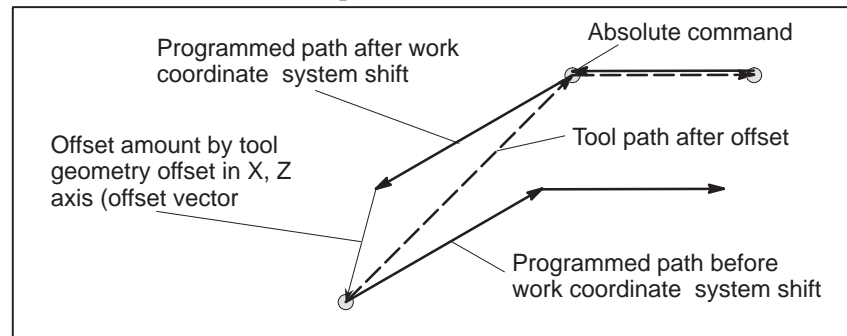 Programmed path after work
coordinate system shift
Absolute command
Offset amount by tool
geometry offset in X, Z
axis (offset vector
Tool path after offset
Programmed path before
work coordinate system shift